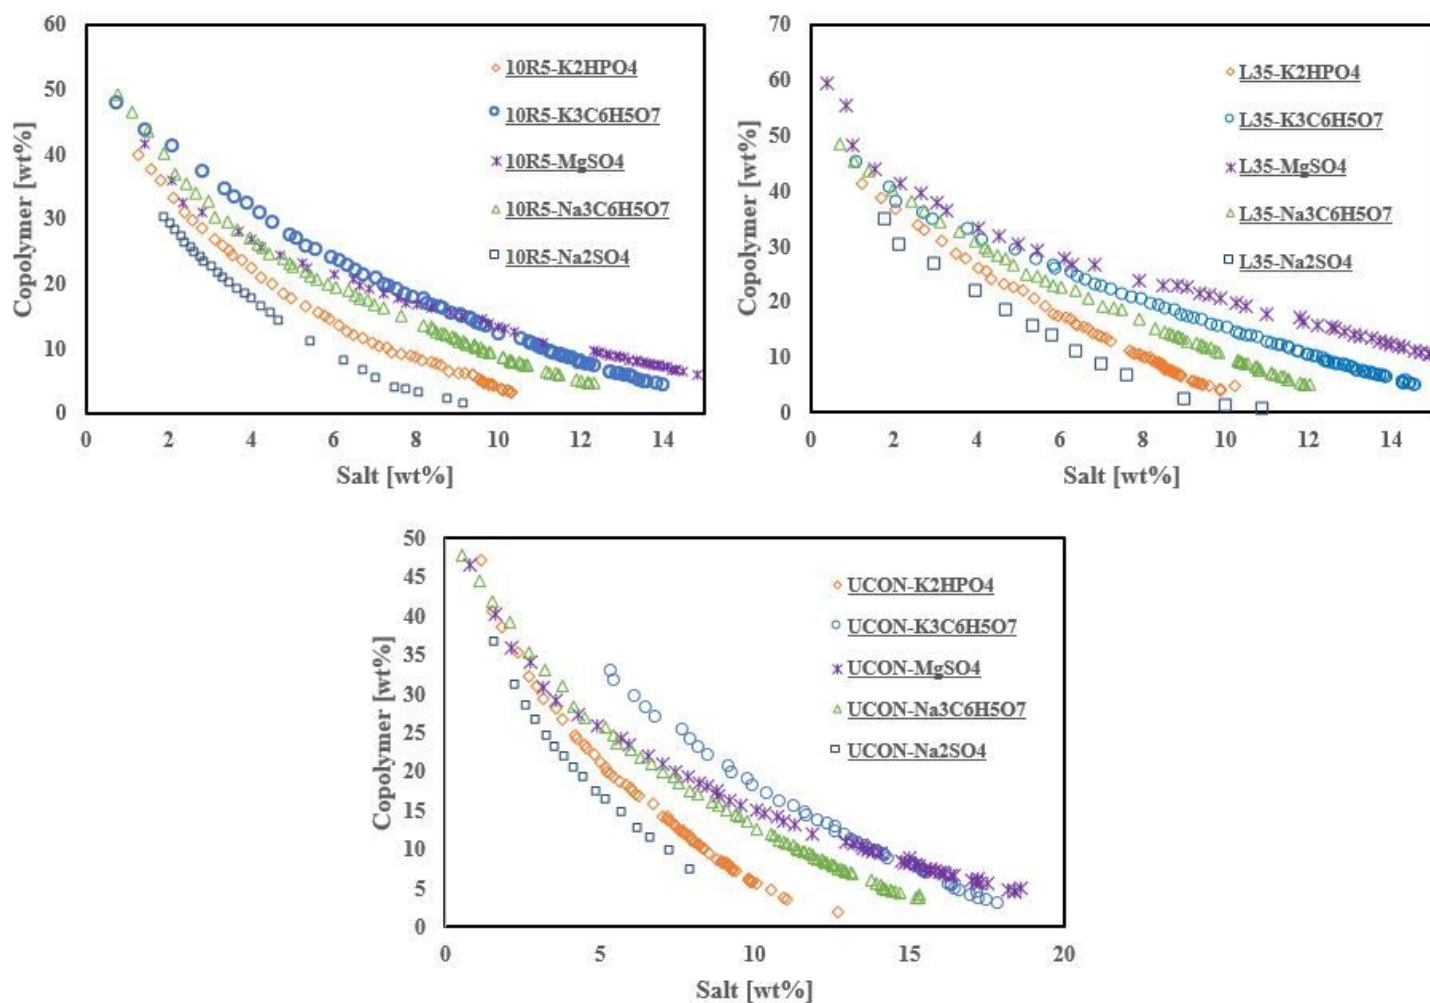 60
50
40
30
20
10
0
0 2 4 6 8 10 12 14
Copolymer [wt%]
Salt [wt%]
10R5-K2HPO4
10R5-K3C6H5O7
10R5-MgSO4
10R5-Na3C6H5O7
10R5-Na2SO4
70
60
50
40
30
20
10
0
0 2 4 6 8 10 12 14
Copolymer [wt%]
Salt [wt%]
L35-K2HPO4
L35-K3C6H5O7
L35-MgSO4
L35-Na3C6H5O7
L35-Na2SO4
50
45
40
35
30
25
20
15
10
5
0
0 5 10 15 20
Copolymer [wt%]
Salt [wt%]
UCON-K2HPO4
UCON-K3C6H5O7
UCON-MgSO4
UCON-Na3C6H5O7
UCON-Na2SO4